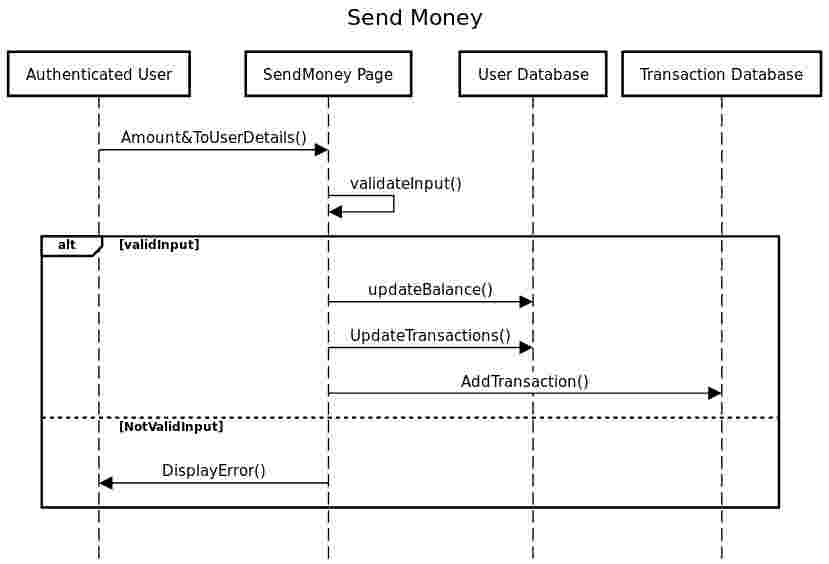 Send Money
Authenticated User
SendMoney Page
User Database
Transaction Database
Amount&ToUserDetails()
validateInput()
alt
[validInput]
updateBalance()
UpdateTransactions()
AddTransaction()
[NotValidInput]
DisplayError()